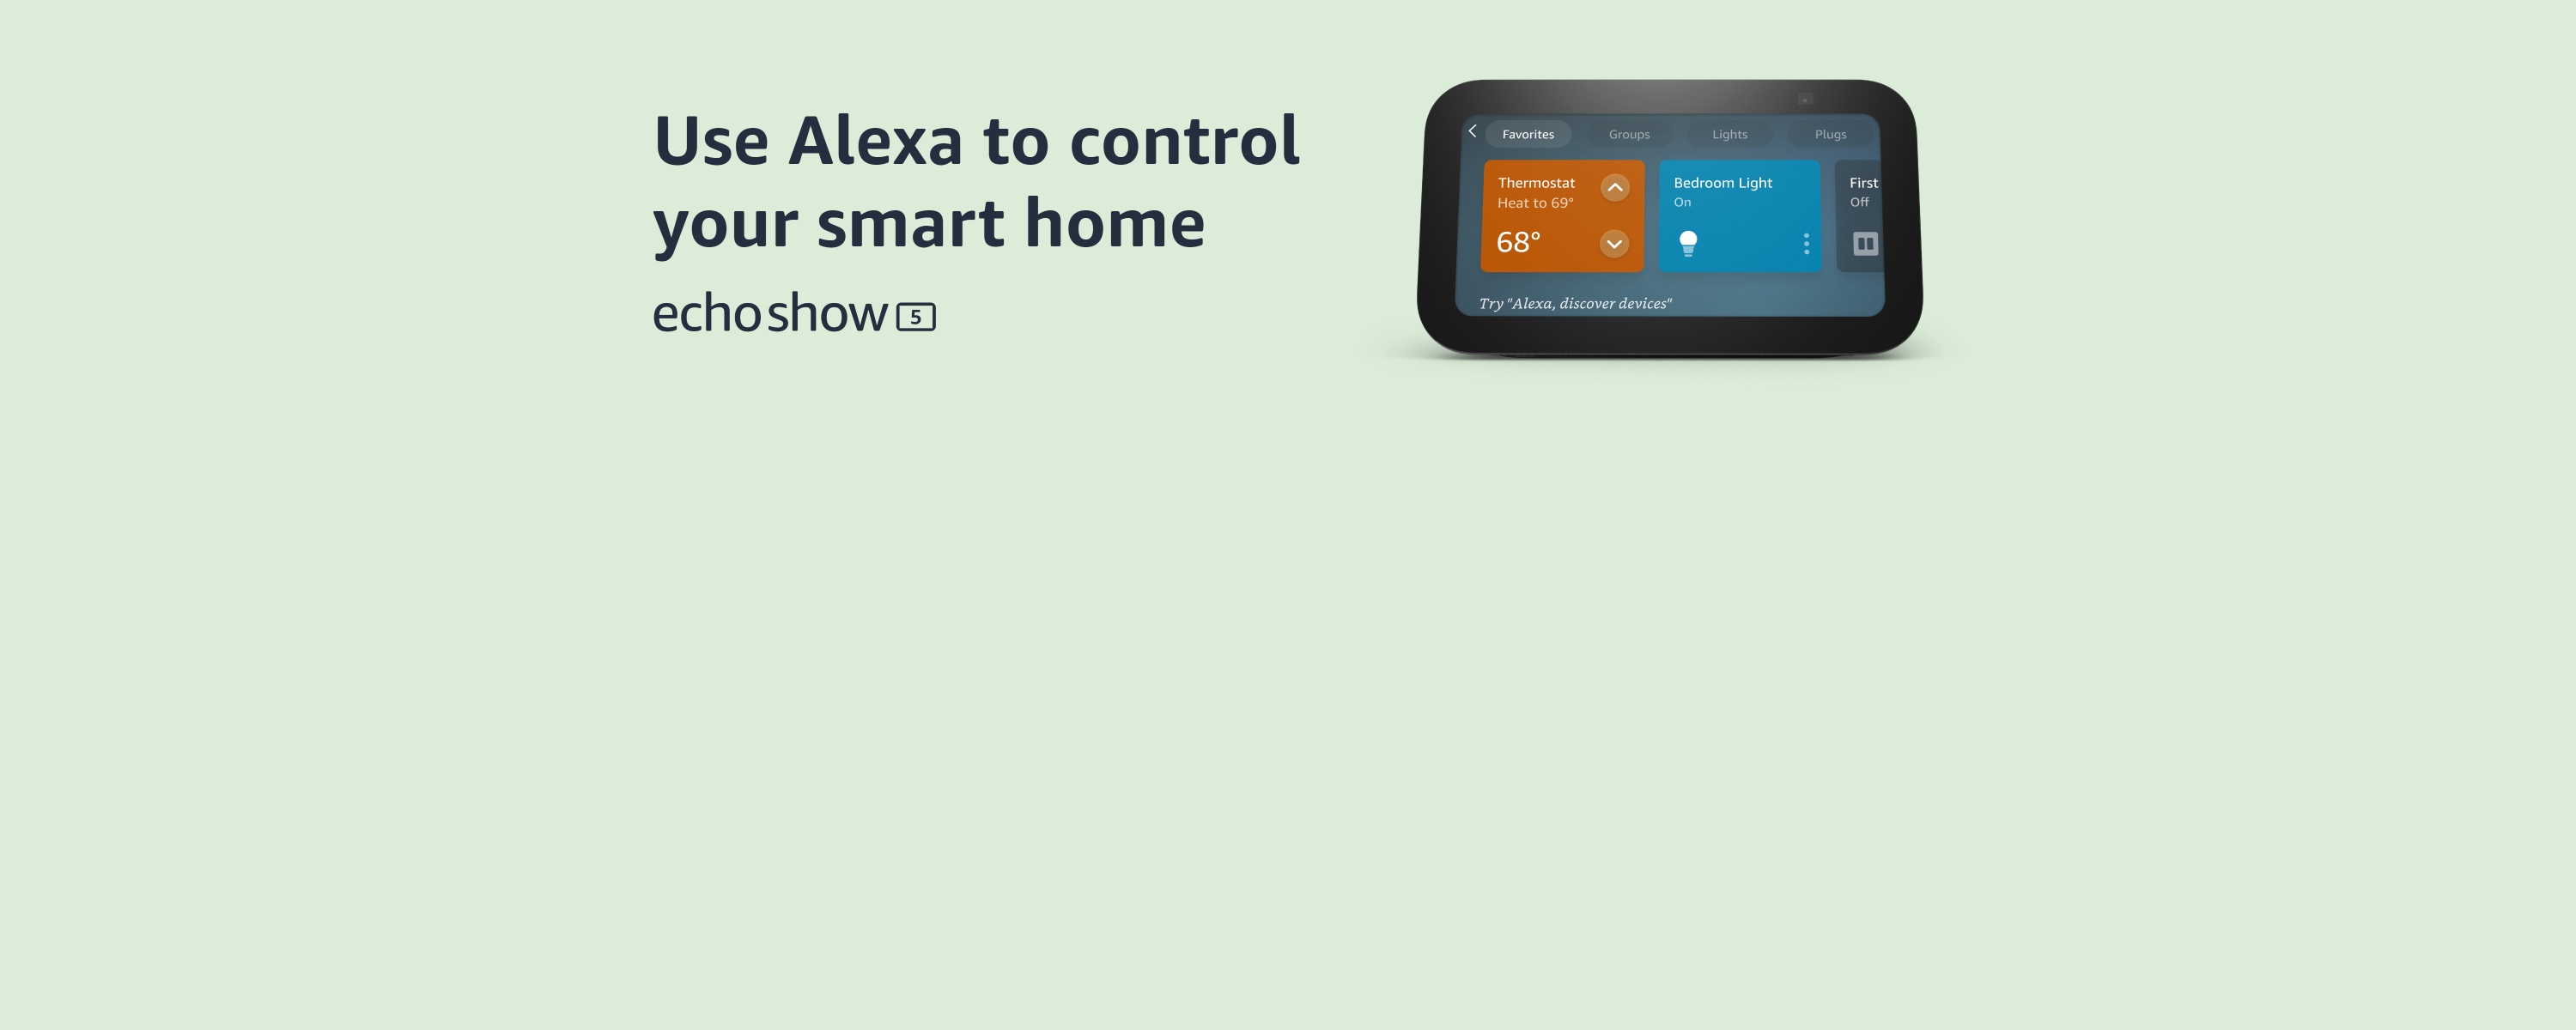 Use Alexa to control
your smart home
echo show 5
Favorites Groups Lights Plugs
Thermostat
Heat to 69°
68°
Bedroom Light
On
First
Off
Try "Alexa, discover devices"